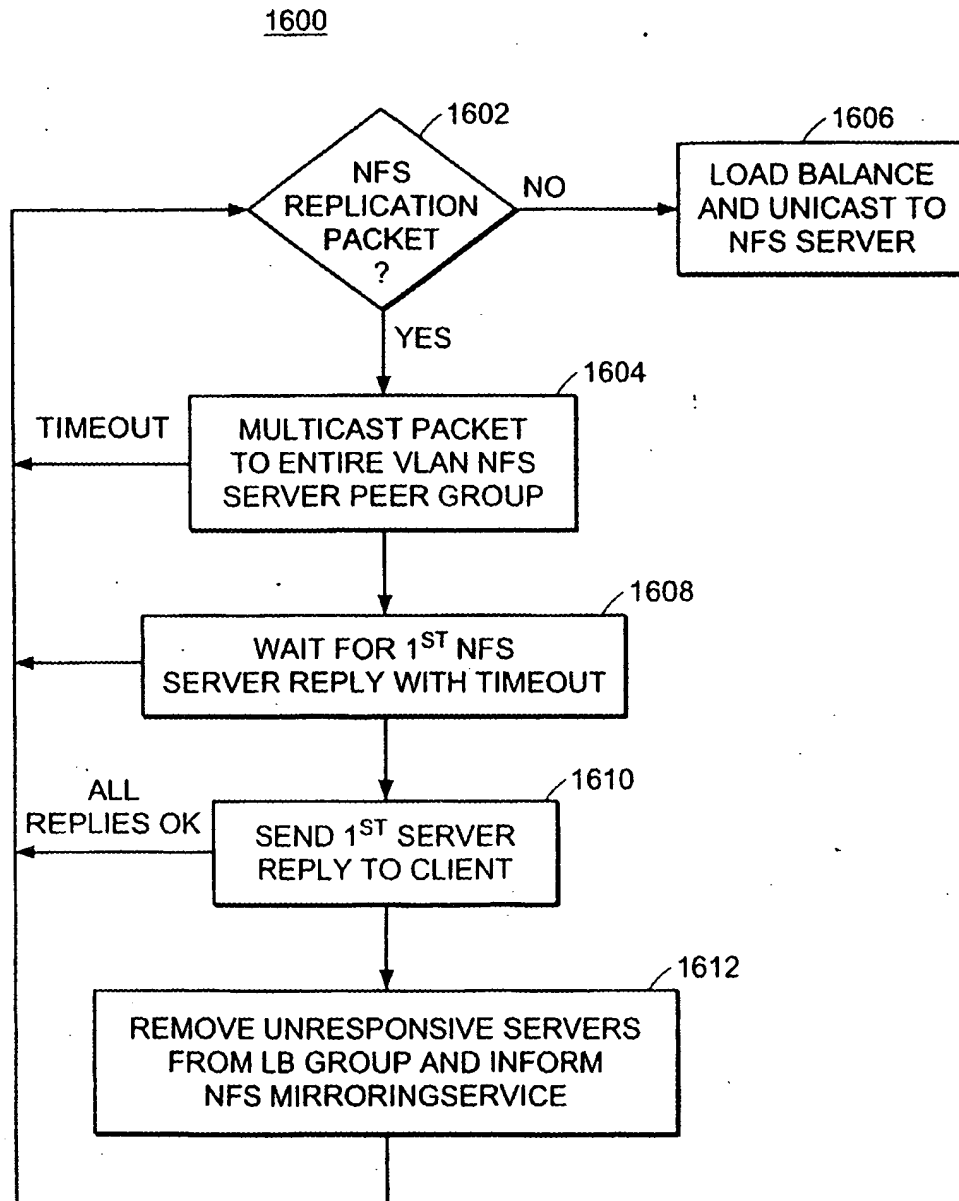 1600
1602
NFS
REPLICATION
PACKET
?
NO
1606
LOAD BALANCE
AND UNICAST TO
NFS SERVER
YES
1604
TIMEOUT
MULTICAST PACKET
TO ENTIRE VLAN NFS
SERVER PEER GROUP
1608
WAIT FOR 1ST NFS
SERVER REPLY WITH TIMEOUT
1610
ALL
REPLIES OK
SEND 1ST SERVER
REPLY TO CLIENT
1612
REMOVE UNRESPONSIVE SERVERS
FROM LB GROUP AND INFORM
NFS MIRRORINGSERVICE